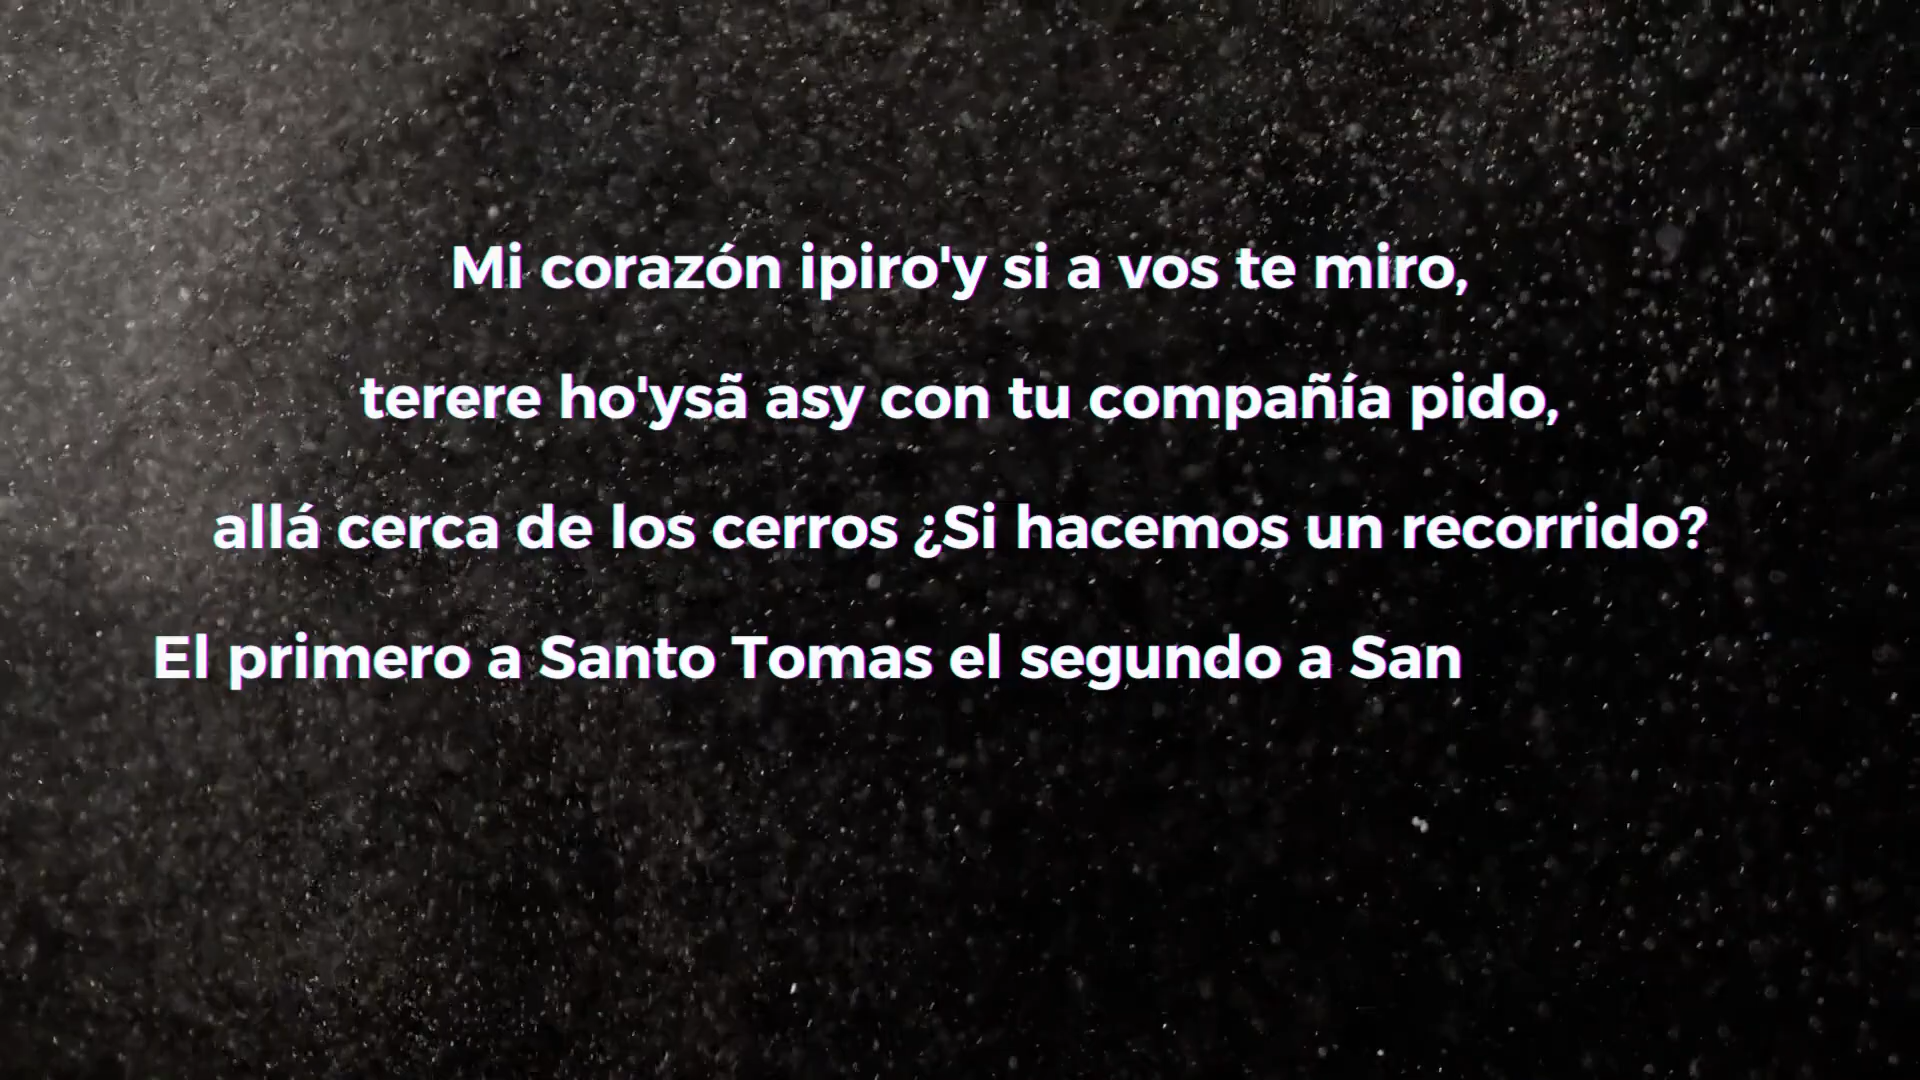 Mi corazón ipiro'y si a vos te miro,
terere ho'ysã asy con tu compañía pido,
allá cerca de los cerros ¿Si hacemos un recorrido?
El primero a Santo Tomas el segundo a San